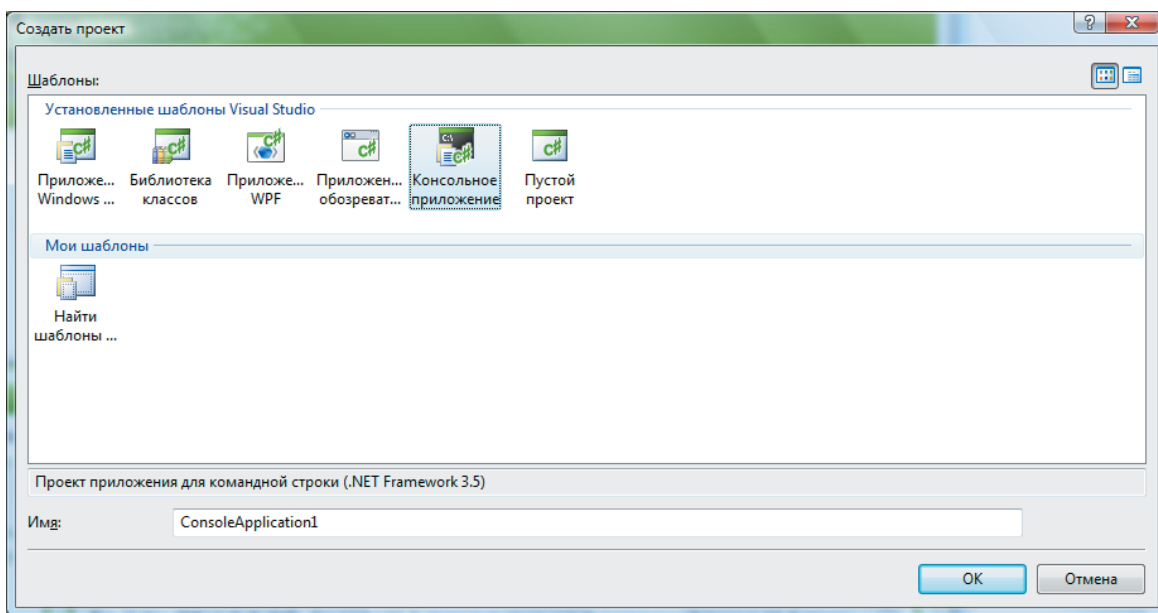 Создать проект
Шаблоны:
Установленные шаблоны Visual Studio
Приложе... Библиотека Приложе... Приложен... Консольное Пустой
Windows ... классов WPF обозреват... приложение проект
Мои шаблоны
Найти
шаблоны ...
Проект приложения для командной строки (.NET Framework 3.5)
Имя: ConsoleApplication1
OK Отмена